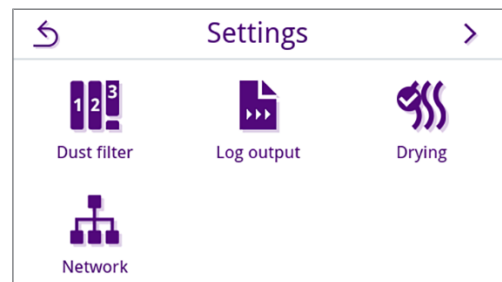 Settings
1 2 3
Dust filter
Log output
Drying
Network